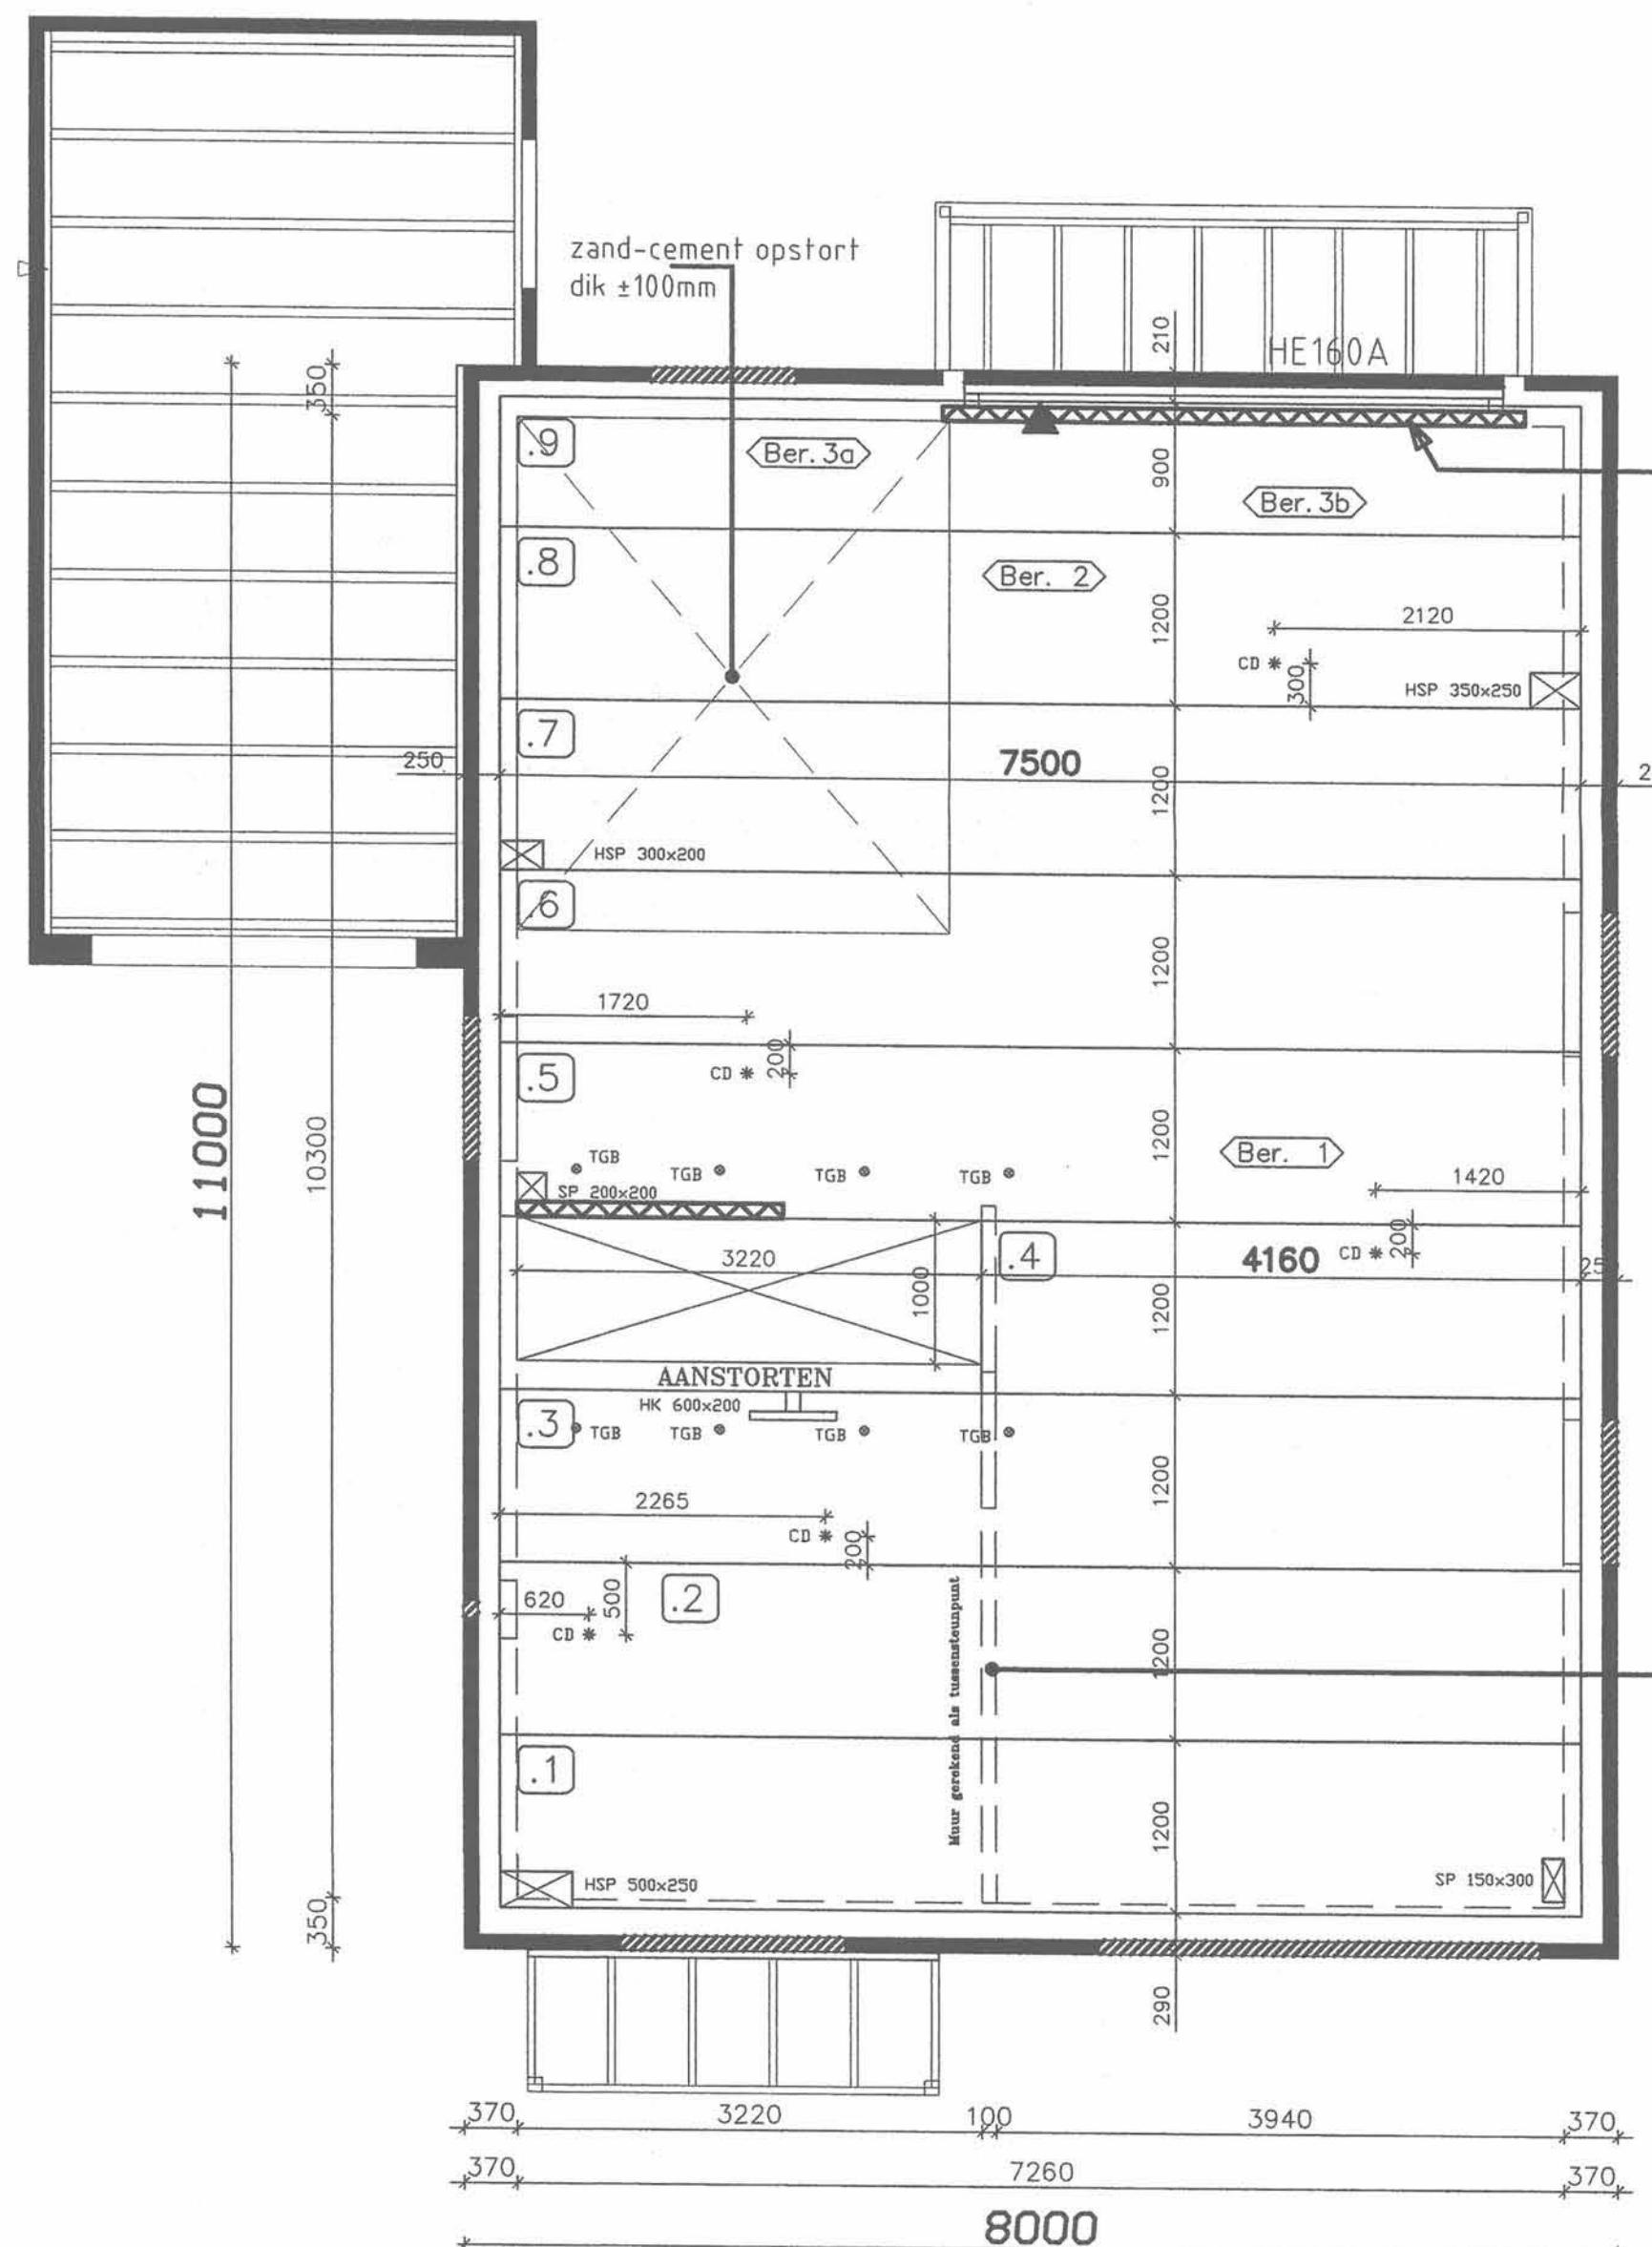 zand-cement opstort
dik ±100mm
210
HE160A
350
.9
Ber. 3a
900
Ber. 3b
.8
Ber. 2
1200
2120
CD
300
HSP 350x250
.7
250
7500
1200
2
HSP 300x200
.6
1200
1720
200
CD
.5
11000
10300
1200
Ber. 1
TGB
TGB
TGB
TGB
SP 200x200
1420
3220
1000
.4
4160
CD
200
25
1200
AANSTORTEN
HK 600x200
.3
TGB
TGB
TGB
TGB
1200
2265
CD
200
620
500
CD
.2
Muur gerekend als tussensteunpunt
1200
.1
1200
HSP 500x250
SP 150x300
350
290
370
3220
100
3940
370
370
7260
370
8000